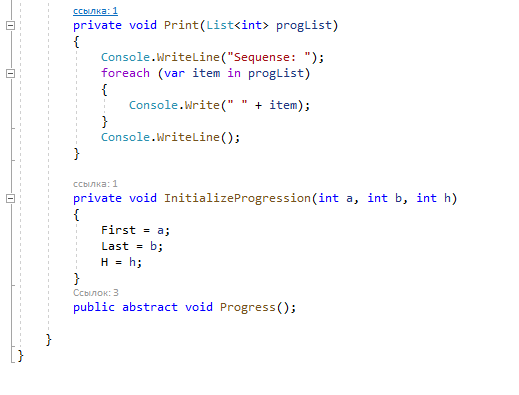 ссылка: 1
private void Print(List<int> progList)
{
Console.WriteLine("Sequense: ");
foreach (var item in progList)
{
Console.Write(" " + item);
}
Console.WriteLine();
}
ссылка: 1
private void InitializeProgression(int a, int b, int h)
{
First = a;
Last = b;
H = h;
}
Ссылок: 3
public abstract void Progress();
}
}